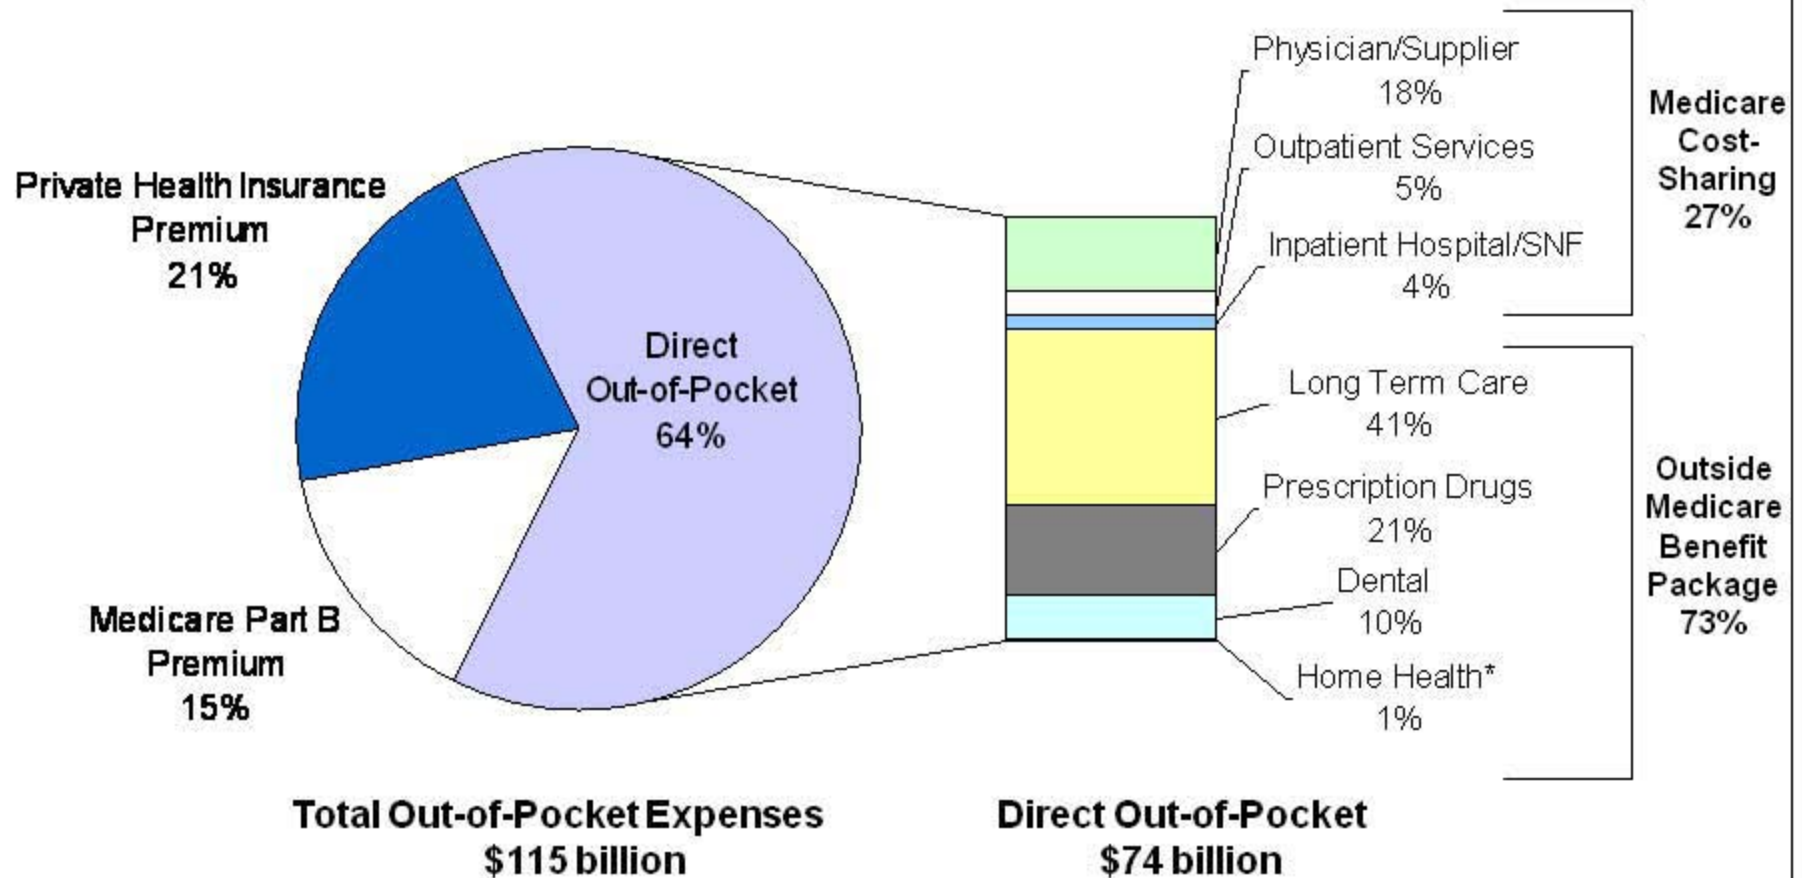 Private Health Insurance
Premium
21%
Medicare Part B
Premium
15%
Direct
Out-of-Pocket
64%
Total Out-of-Pocket Expenses
$115 billion
Physician/Supplier
18%
Outpatient Services
5%
Inpatient Hospital/SNF
4%
Long Term Care
41%
Prescription Drugs
21%
Dental
10%
Home Health*
1%
Direct Out-of-Pocket
$74 billion
Medicare
Cost-
Sharing
27%
Outside
Medicare
Benefit
Package
73%